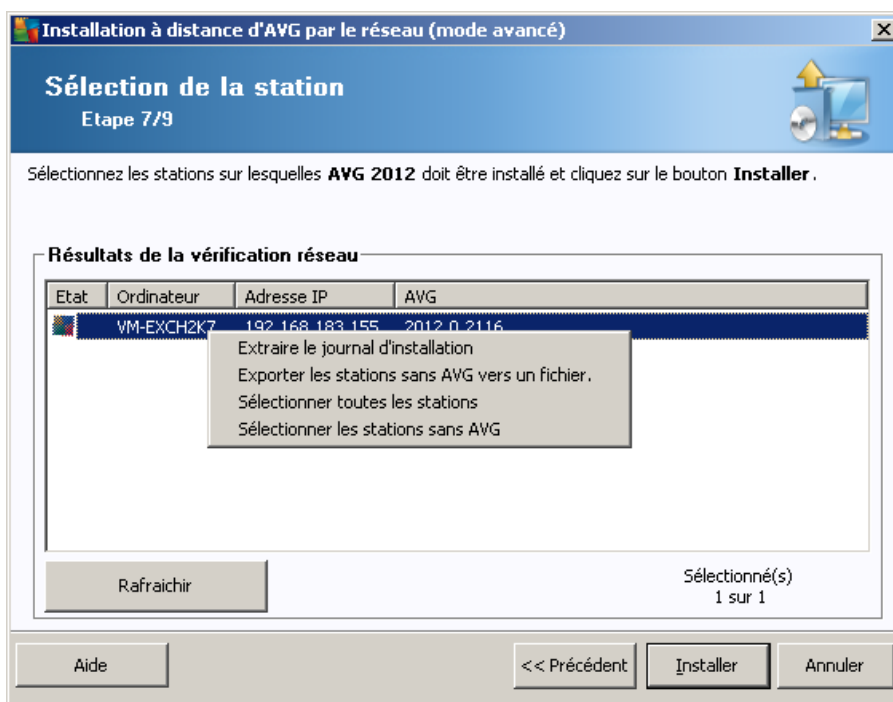 Installation à distance d'AVG par le réseau (mode avancé)
Sélection de la station
Etape 7/9
Sélectionnez les stations sur lesquelles AVG 2012 doit être installé et cliquez sur le bouton Installer.
Résultats de la vérification réseau
Etat Ordinateur Adresse IP AVG
VM-EXCH2K7 192.168.183.155 2012.0.2116
Extraire le journal d'installation
Exporter les stations sans AVG vers un fichier.
Sélectionner toutes les stations
Sélectionner les stations sans AVG
Rafraichir
Sélectionné(s)
1 sur 1
Aide
<< Précédent
Installer
Annuler